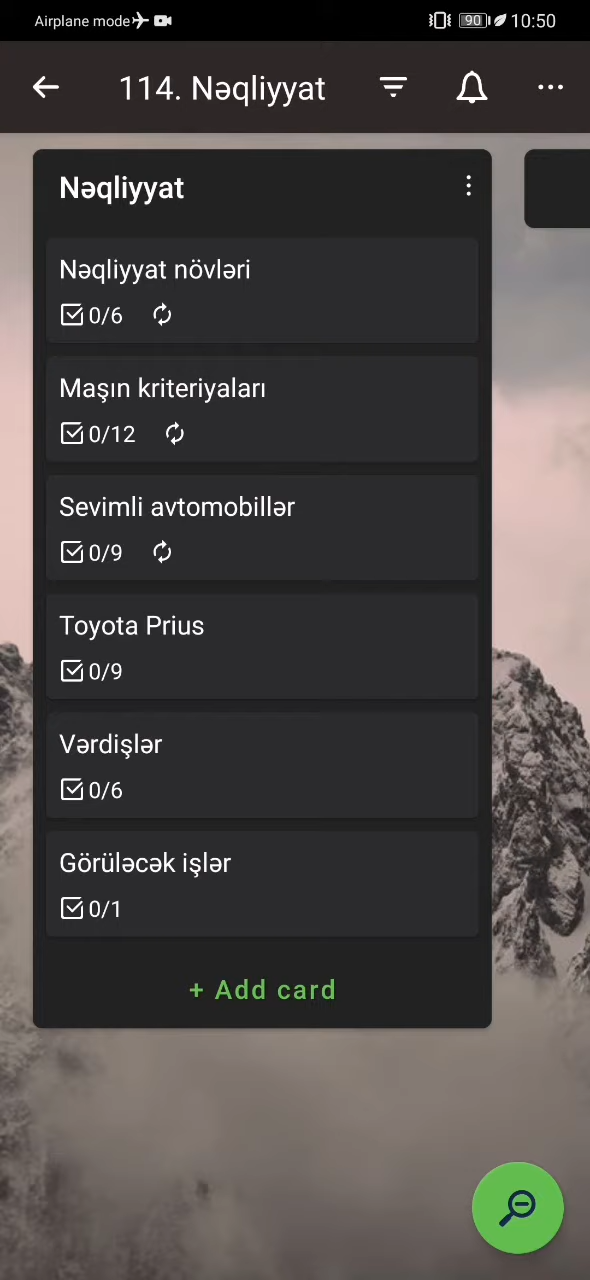 Airplane mode 90 10:50
114. Nəqliyyat
Nəqliyyat
Nəqliyyat növləri
0/6
Maşın kriteriyaları
0/12
Sevimli avtomobillər
0/9
Toyota Prius
0/9
Vərdişlər
0/6
Görüləcək işlər
0/1
+ Add card